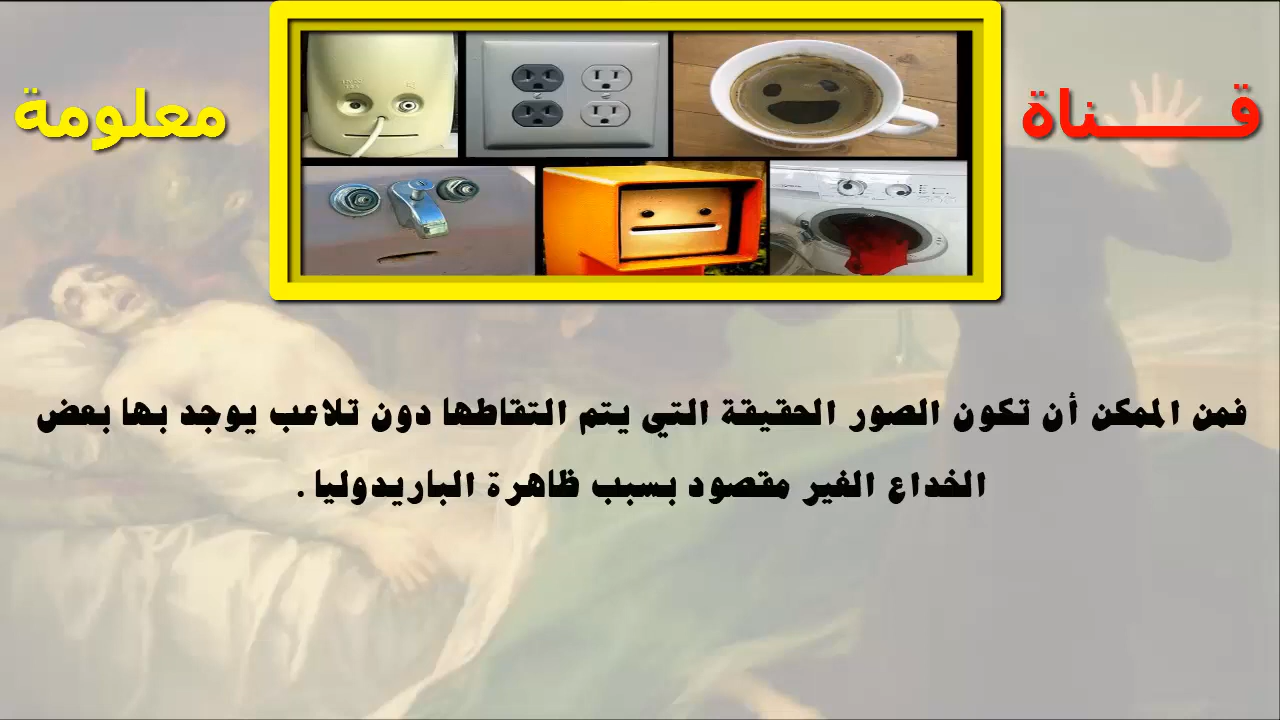 قـــــــناة
معلومة
فمن الممكن أن تكون الصور الحقيقة التي يتم التقاطها دون تلاعب يوجد بها بعض
الخداع الغير مقصود بسبب ظاهرة الباريدوليا .